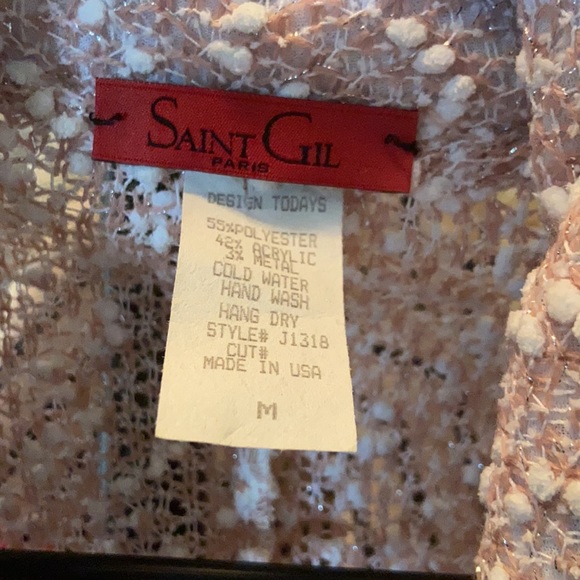 SAINT GIL
PARIS
DESIGN TODAYS
55%POLYESTER
42% ACRYLIC
3% METAL
COLD WATER
HAND WASH
HANG DRY
STYLE# J1318
CUT#
MADE IN USA
M